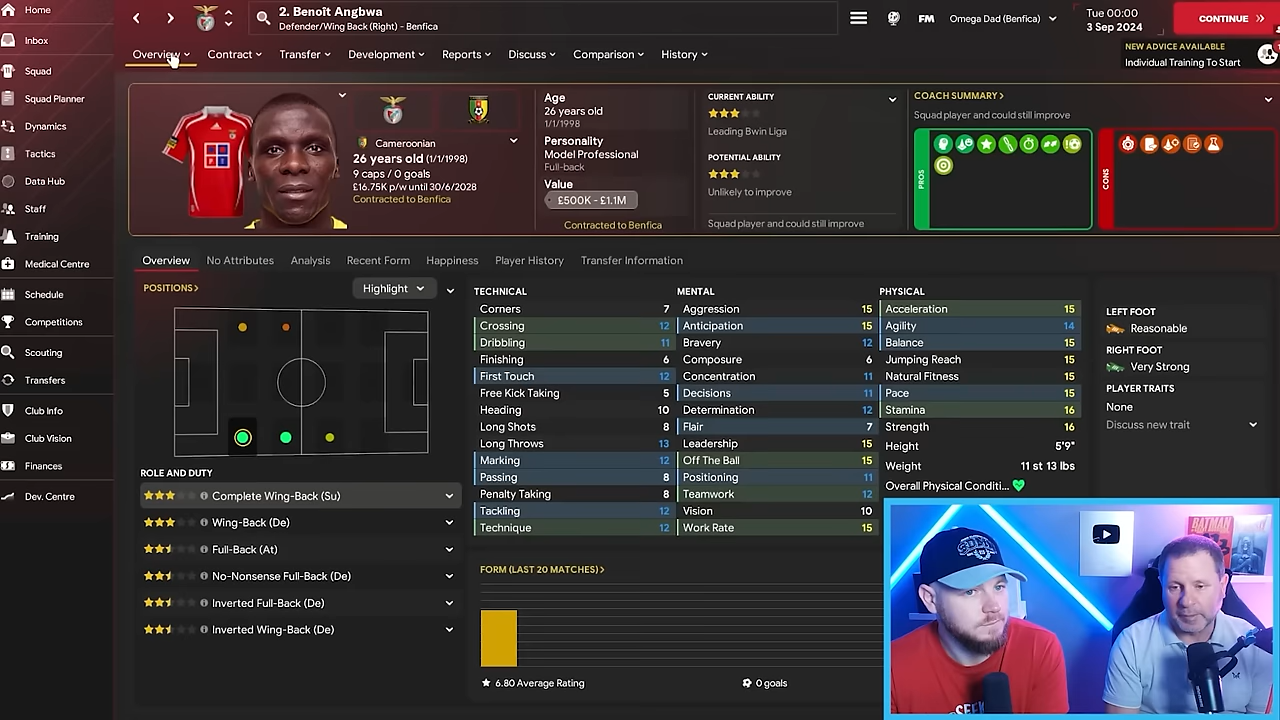 Home
Inbox
Squad
Squad Planner
Dynamics
Tactics
Data Hub
Staff
Training
Medical Centre
Schedule
Competitions
Scouting
Transfers
Club Info
Club Vision
Finances
Dev. Centre
2. Benoît Angbwa
Defender/Wing Back (Right) - Benfica
FM
Omega Dad (Benfica)
Tue 00:00
3 Sep 2024
CONTINUE
Overview
Contract
Transfer
Development
Reports
Discuss
Comparison
History
NEW ADVICE AVAILABLE
Individual Training To Start
Cameroonian
26 years old (1/1/1998)
9 caps / 0 goals
£16.75K p/w until 30/6/2028
Contracted to Benfica
Age
26 years old
1/1/1998
Personality
Model Professional
Full-back
Value
£500K - £1.1M
Contracted to Benfica
CURRENT ABILITY
Leading Bwin Liga
POTENTIAL ABILITY
Unlikely to improve
Squad player and could still improve
COACH SUMMARY
Squad player and could still improve
PROS
CONS
Overview
No Attributes
Analysis
Recent Form
Happiness
Player History
Transfer Information
POSITIONS
Highlight
ROLE AND DUTY
Complete Wing-Back (Su)
Wing-Back (De)
Full-Back (At)
No-Nonsense Full-Back (De)
Inverted Full-Back (De)
Inverted Wing-Back (De)
TECHNICAL
Corners 7
Crossing 12
Dribbling 11
Finishing 6
First Touch 12
Free Kick Taking 5
Heading 10
Long Shots 8
Long Throws 13
Marking 12
Passing 8
Penalty Taking 8
Tackling 12
Technique 12
MENTAL
Aggression 15
Anticipation 15
Bravery 12
Composure 6
Concentration 11
Decisions 11
Determination 12
Flair 7
Leadership 15
Off The Ball 15
Positioning 11
Teamwork 12
Vision 10
Work Rate 15
PHYSICAL
Acceleration 15
Agility 14
Balance 15
Jumping Reach 15
Natural Fitness 15
Pace 15
Stamina 16
Strength 16
Height 5'9"
Weight 11 st 13 lbs
Overall Physical Conditi...
LEFT FOOT
Reasonable
RIGHT FOOT
Very Strong
PLAYER TRAITS
None
Discuss new trait
FORM (LAST 20 MATCHES)
6.80 Average Rating
0 goals
BATMAN